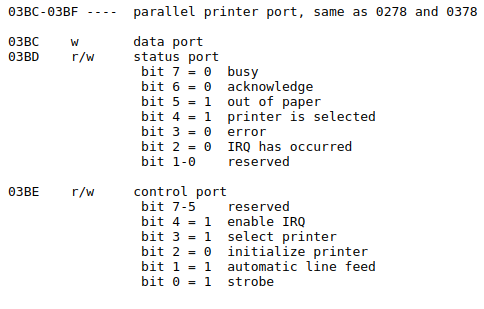 03BC-03BF ----  parallel printer port, same as 0278 and 0378
03BC    w       data port
03BD    r/w     status port
bit 7 = 0  busy
bit 6 = 0  acknowledge
bit 5 = 1  out of paper
bit 4 = 1  printer is selected
bit 3 = 0  error
bit 2 = 0  IRQ has occurred
bit 1-0    reserved
03BE    r/w     control port
bit 7-5    reserved
bit 4 = 1  enable IRQ
bit 3 = 1  select printer
bit 2 = 0  initialize printer
bit 1 = 1  automatic line feed
bit 0 = 1  strobe